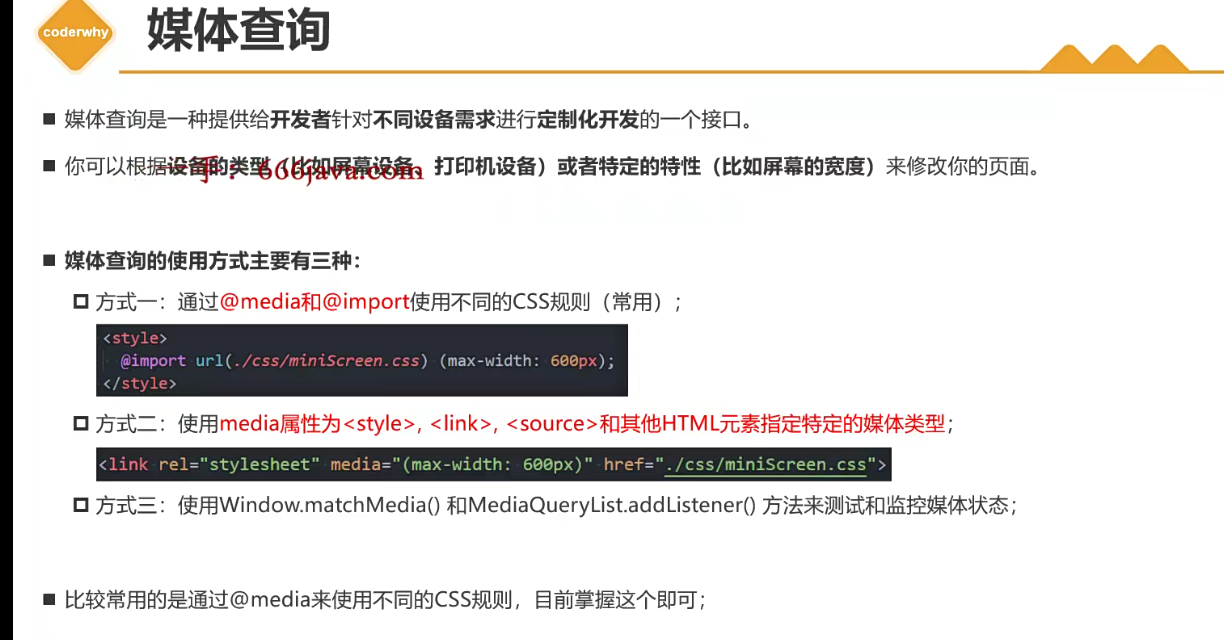 coderwhy
媒体查询
■ 媒体查询是一种提供给开发者针对不同设备需求进行定制化开发的一个接口。
■ 你可以根据设备的类型（比如屏幕设备、打印机设备）或者特定的特性（比如屏幕的宽度）来修改你的页面。
一手：666java.com
■ 媒体查询的使用方式主要有三种：
方式一：通过@media和@import使用不同的CSS规则（常用）；
<style>
@import url(./css/miniScreen.css) (max-width: 600px);
</style>
方式二：使用media属性为<style>, <link>, <source>和其他HTML元素指定特定的媒体类型；
<link rel="stylesheet" media="(max-width: 600px)" href="./css/miniScreen.css">
方式三：使用Window.matchMedia() 和MediaQueryList.addListener() 方法来测试和监控媒体状态；
■ 比较常用的是通过@media来使用不同的CSS规则，目前掌握这个即可；